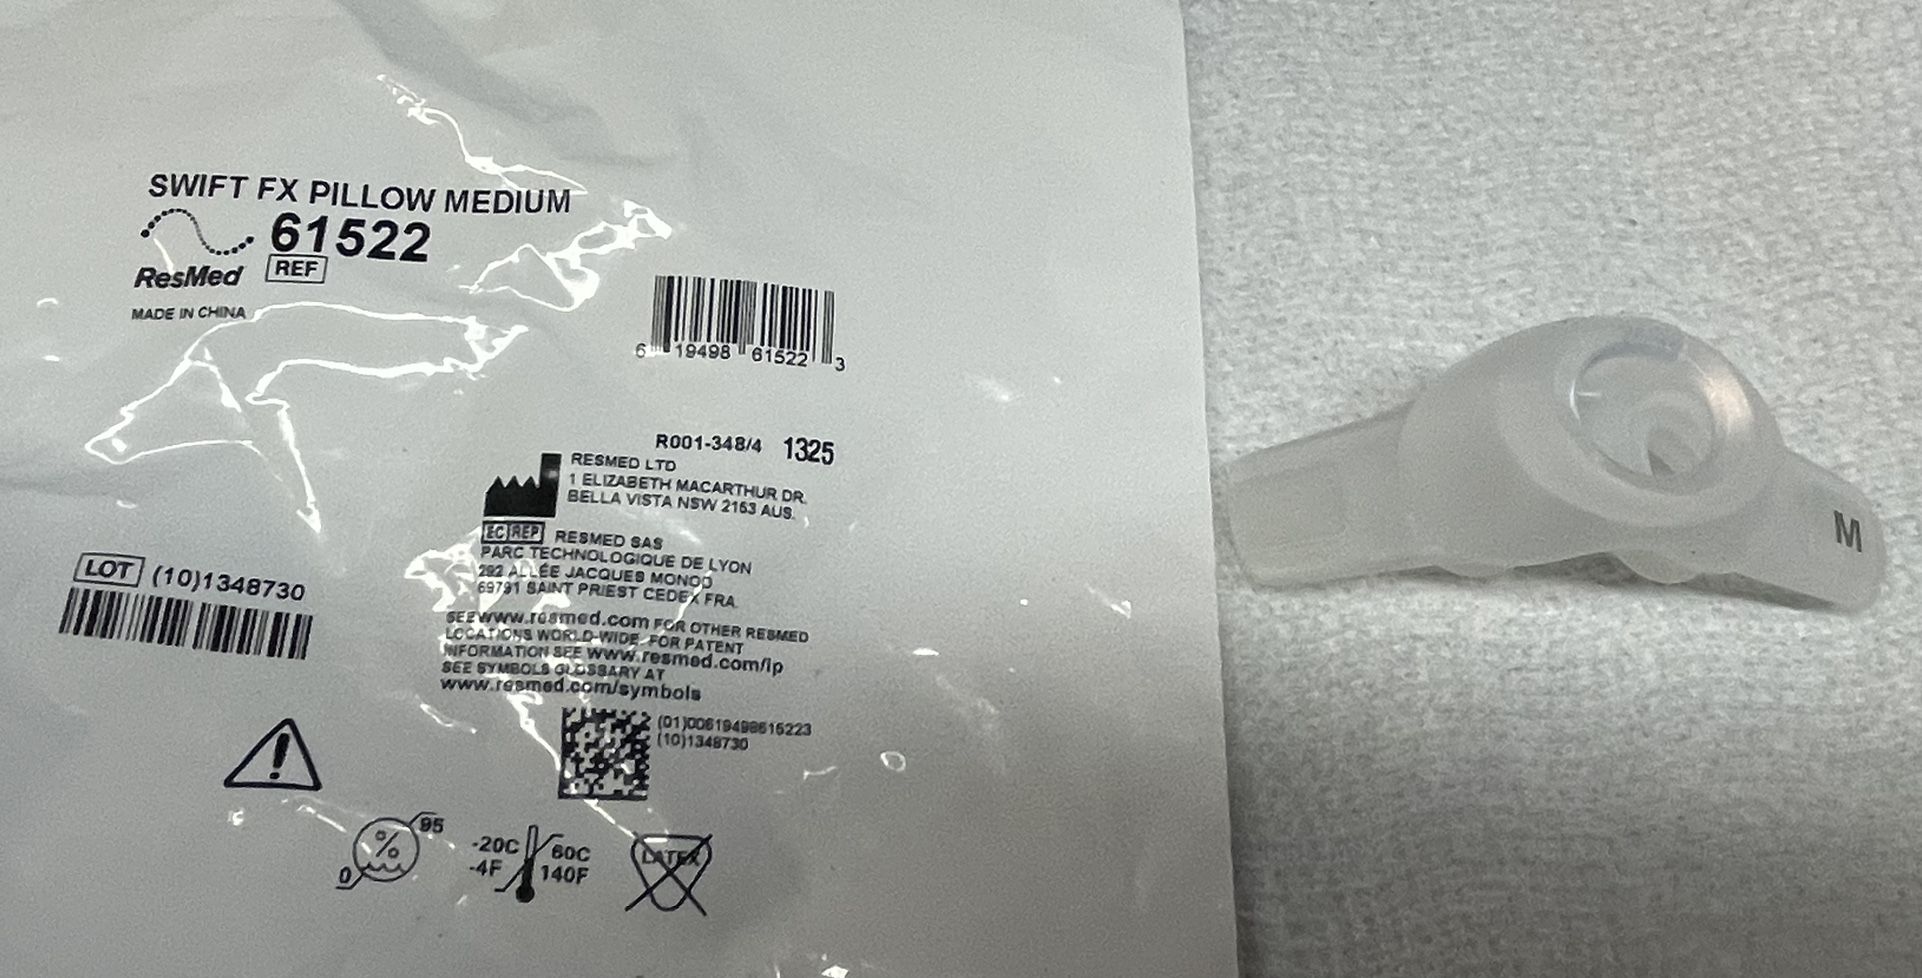 SWIFT FX PILLOW MEDIUM
61522
ResMed
REF
MADE IN CHINA
6 19498 61522 3
R001-348/4 1325
RESMED LTD
1 ELIZABETH MACARTHUR DR.
BELLA VISTA NSW 2153 AUS.
EC REP RESMED SAS
PARC TECHNOLOGIQUE DE LYON
292 ALLÉE JACQUES MONOD
69791 SAINT PRIEST CEDEX FRA
SEE www.resmed.com FOR OTHER RESMED
LOCATIONS WORLD-WIDE. FOR PATENT
INFORMATION SEE www.resmed.com/ip
SEE SYMBOLS GLOSSARY AT
www.resmed.com/symbols
LOT (10)1348730
(01)00619498615223
(10)1348730
% 95
0
-20C 60C
-4F 140F
LATEX
M